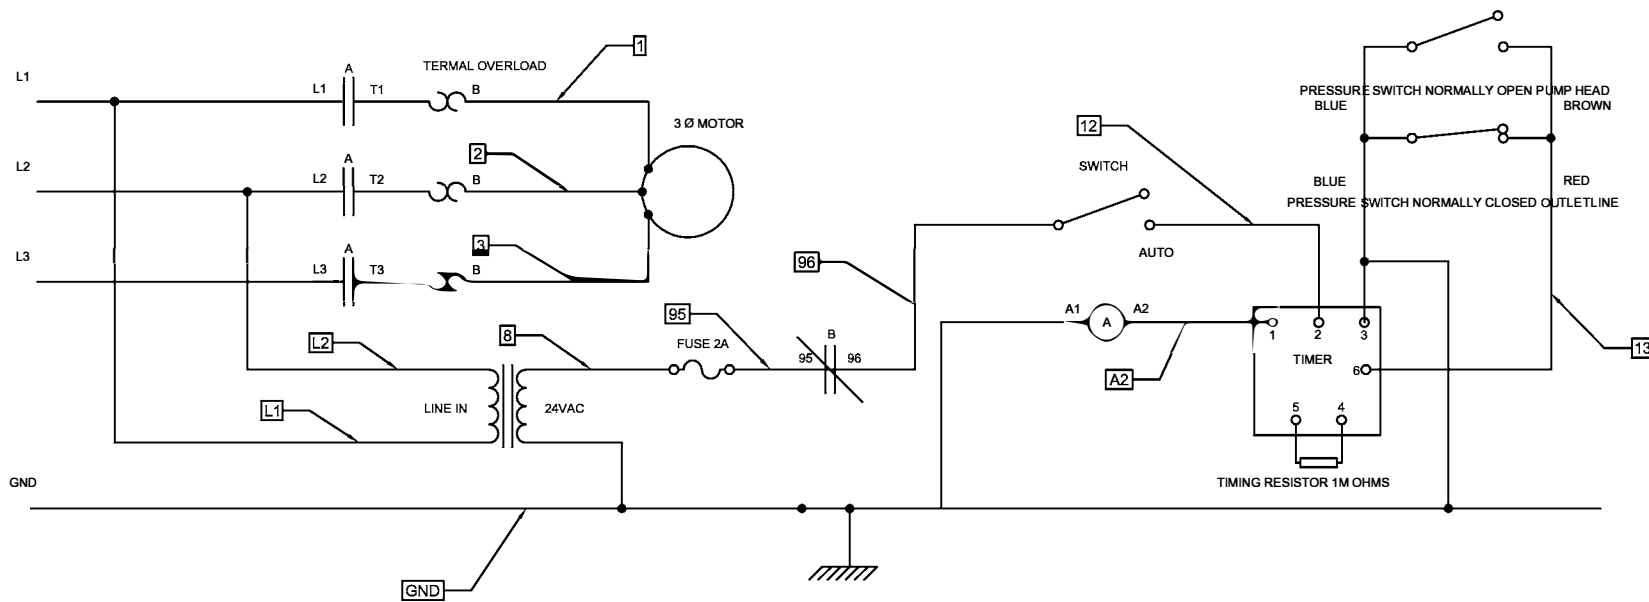 1
L1
A
TERMAL OVERLOAD
L1
T1
B
PRESSURE SWITCH NORMALLY OPEN PUMP HEAD
BLUE
BROWN
3 Ø MOTOR
12
A
2
SWITCH
L2
L2
T2
B
BLUE
RED
PRESSURE SWITCH NORMALLY CLOSED OUTLETLINE
3
A
AUTO
L3
L3
T3
B
96
95
A1
A2
A
8
B
1
2
3
L2
FUSE 2A
95
96
TIMER
13
6
A2
L1
LINE IN
24VAC
5
4
GND
TIMING RESISTOR 1M OHMS
GND